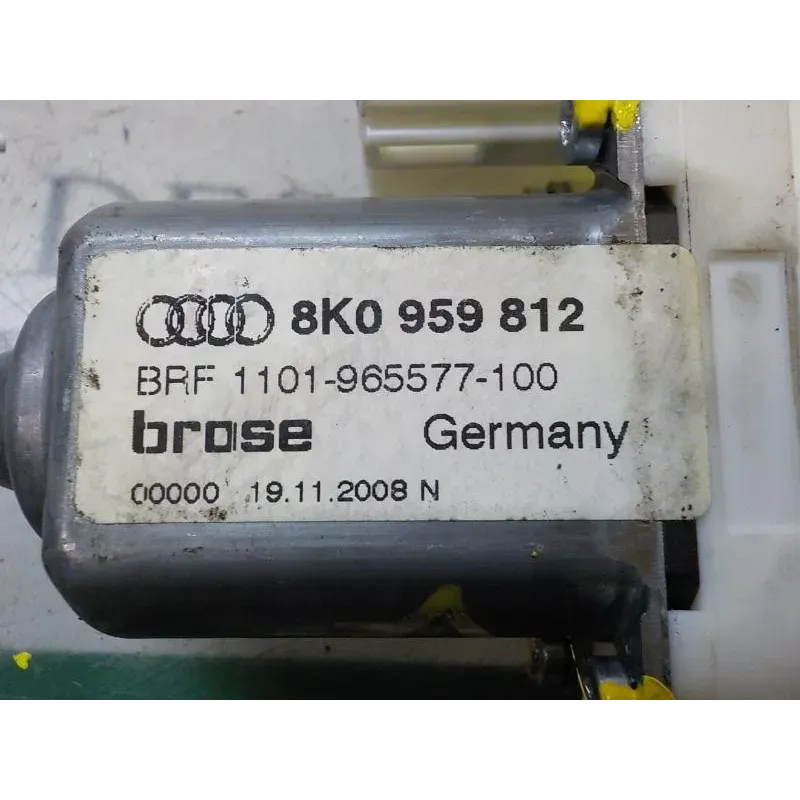 8K0 959 812
BRF 1101-965577-100
brose Germany
00000 19.11.2008 N